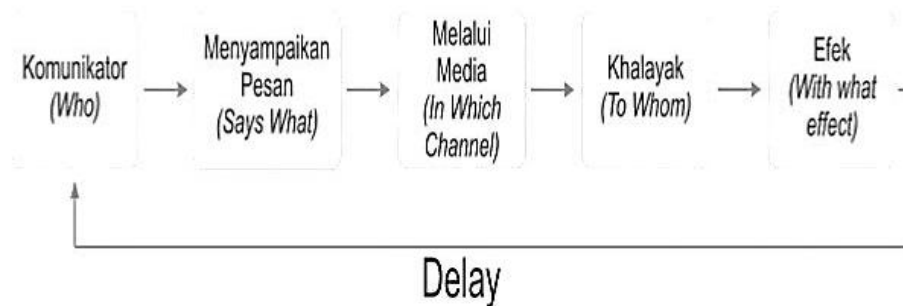 Komunikator
(Who)
Menyampaikan
Pesan
(Says What)
Melalui
Media
(In Which
Channel)
Khalayak
(To Whom)
Efek
(With what
effect)
Delay